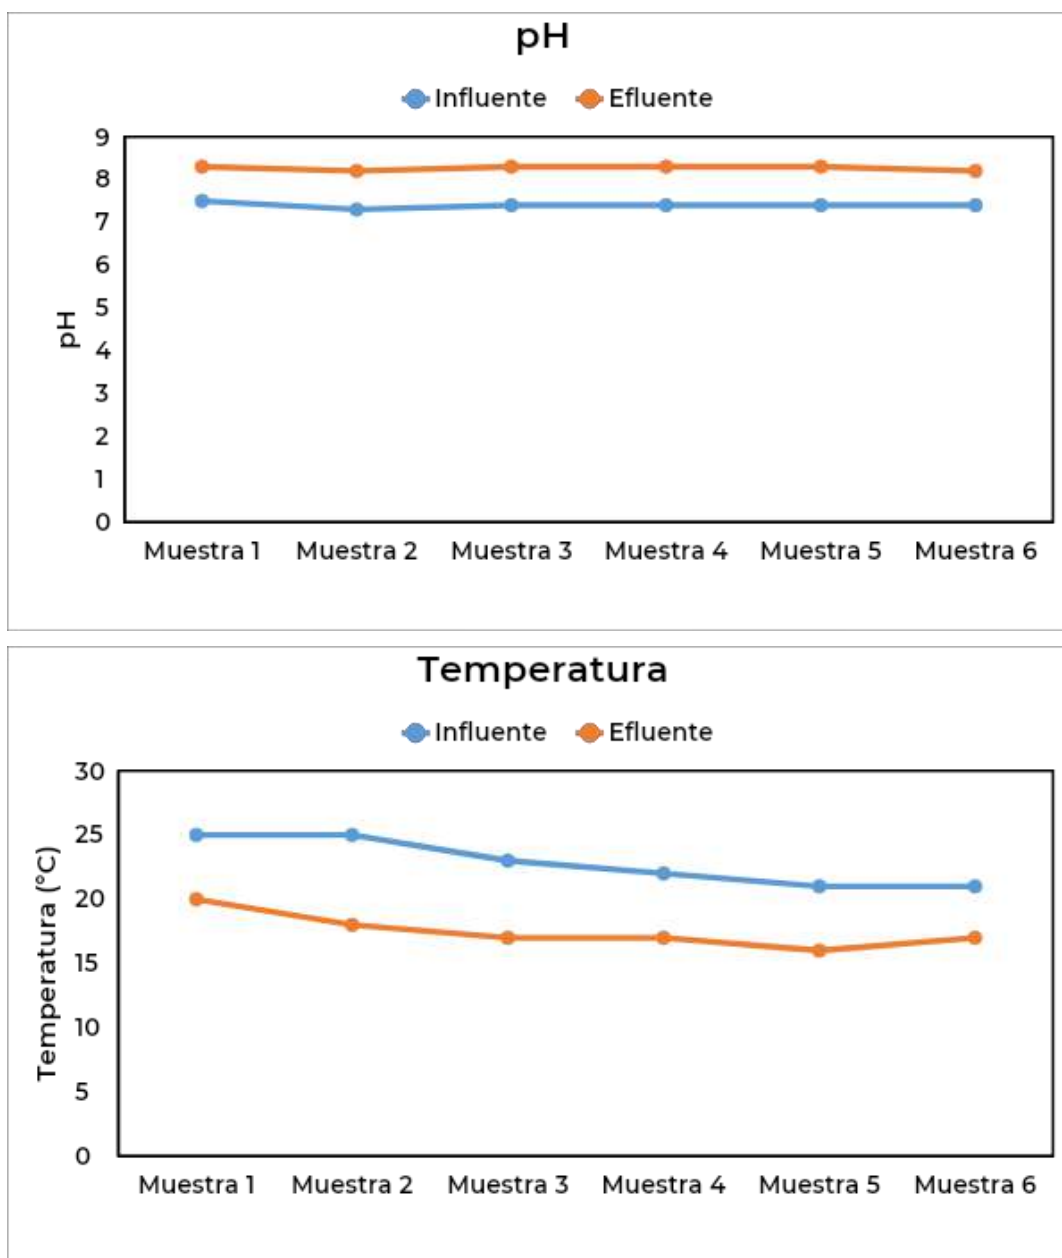 pH
Influente Efluente
9
8
7
6
5
4
3
2
1
0
pH
Muestra 1 Muestra 2 Muestra 3 Muestra 4 Muestra 5 Muestra 6
Temperatura
Influente Efluente
30
25
20
15
10
5
0
Temperatura (°C)
Muestra 1 Muestra 2 Muestra 3 Muestra 4 Muestra 5 Muestra 6